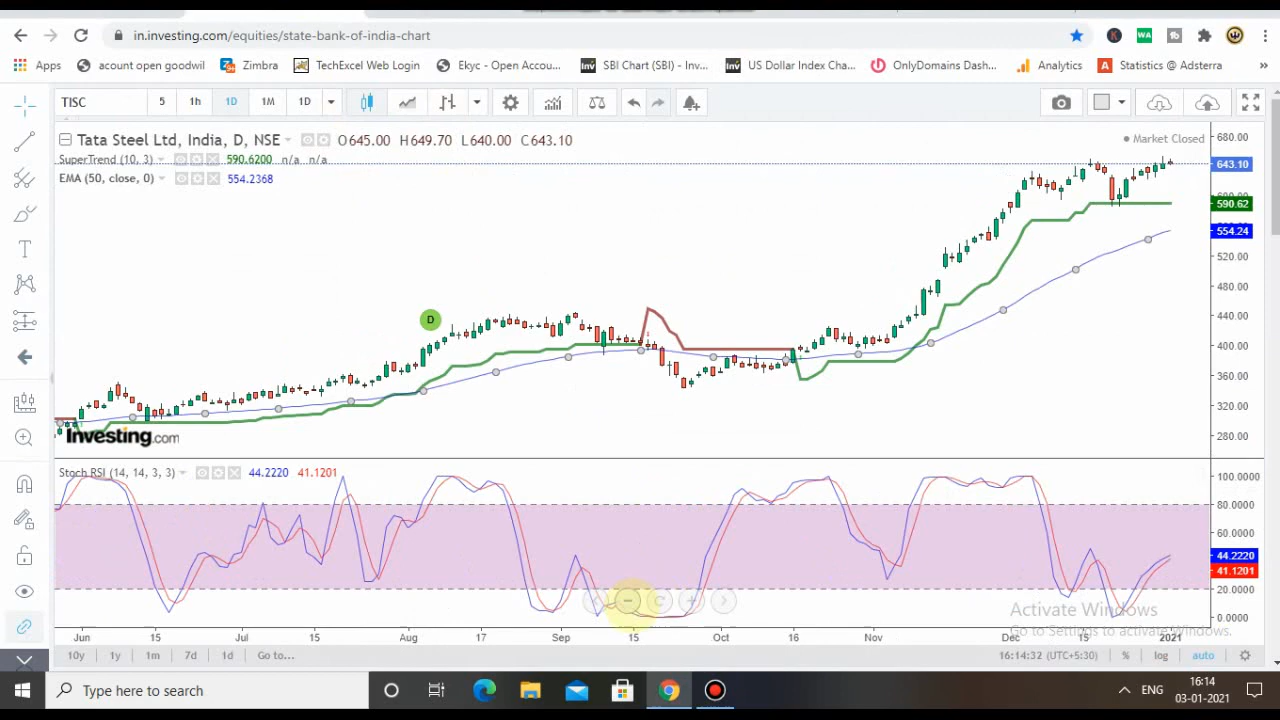 in.investing.com/equities/state-bank-of-india-chart
Apps acount open goodwil Zimbra TechExcel Web Login Ekyc - Open Accou... SBI Chart (SBI) - Inv... US Dollar Index Cha... OnlyDomains Dash... Analytics Statistics @ Adsterra »
TISC 5 1h 1D 1M 1D
Tata Steel Ltd, India, D, NSE O645.00 H649.70 L640.00 C643.10
Market Closed
SuperTrend (10, 3) 590.6200 n/a n/a
EMA (50, close, 0) 554.2368
680.00
643.10
600.00
590.62
554.24
520.00
480.00
440.00
400.00
360.00
320.00
280.00
D
Investing.com
Stoch RSI (14, 14, 3, 3) 44.2220 41.1201
100.0000
80.0000
60.0000
44.2220
41.1201
20.0000
0.0000
Activate Windows
Go to Settings to activate Windows.
Jun 15 Jul 15 Aug 17 Sep 15 Oct 16 Nov Dec 15 2021
10y 1y 1m 7d 1d Go to... 16:14:32 (UTC+5:30) % log auto
Type here to search
ENG
16:14
03-01-2021